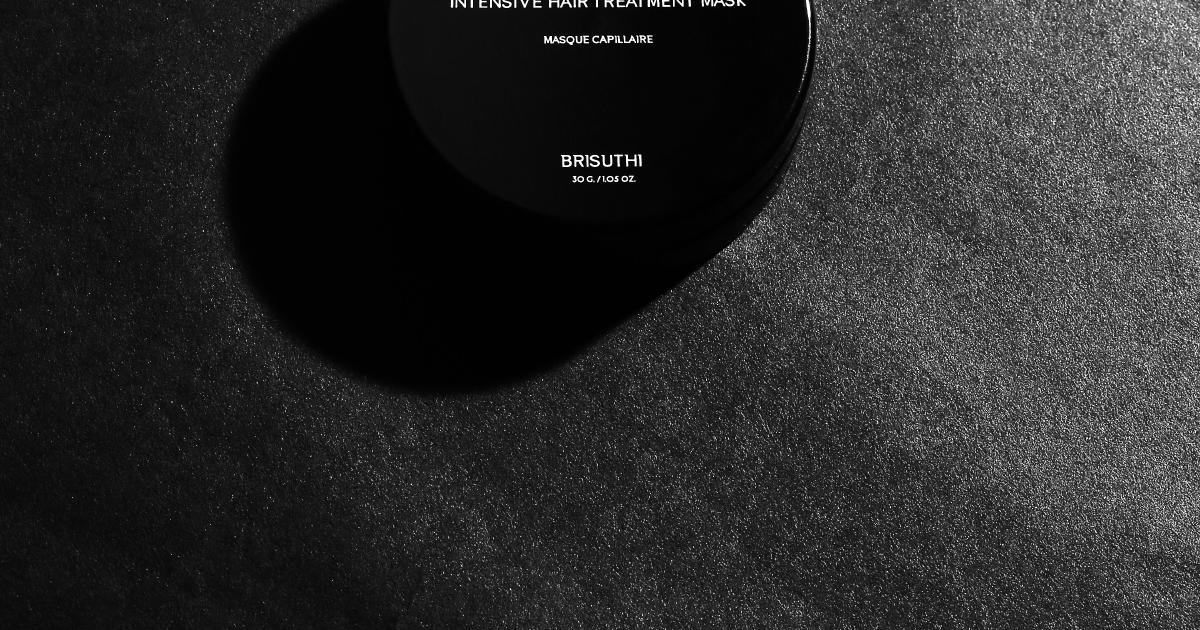 INTENSIVE HAIR TREATMENT MASK
MASQUE CAPILLAIRE
BRISUTHI
30 G. / 1.05 OZ.